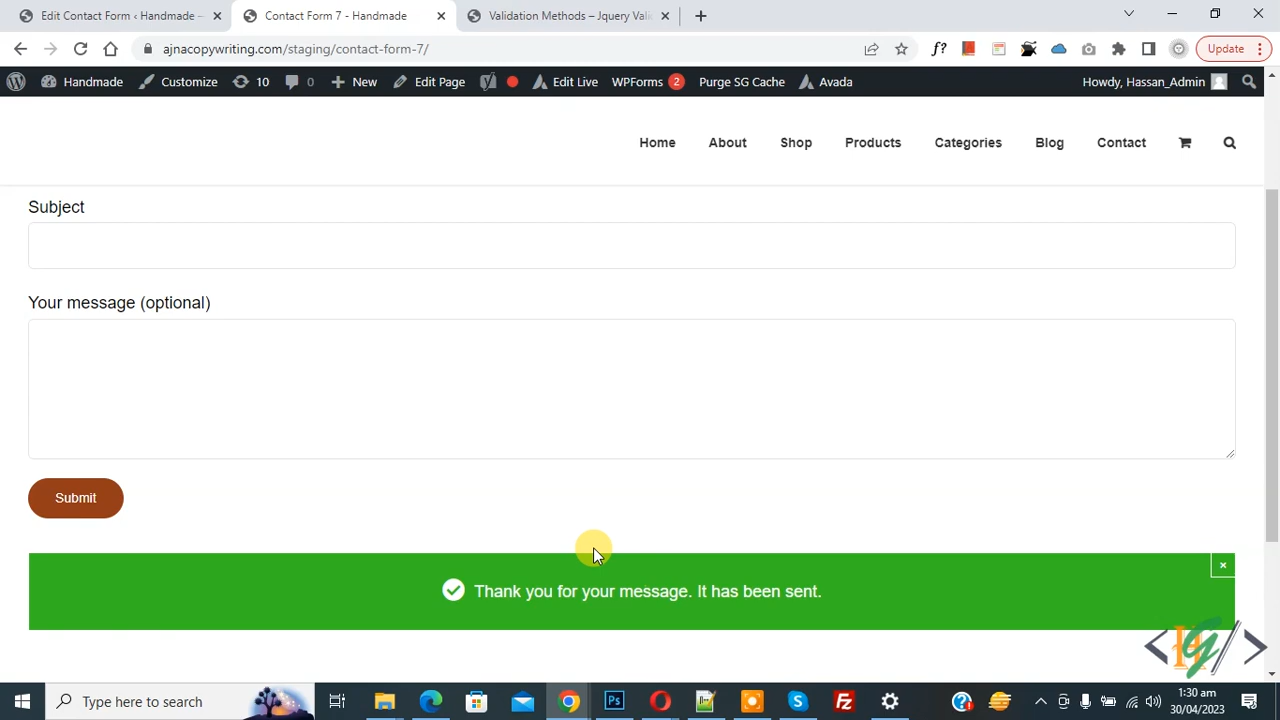 Edit Contact Form ‹ Handmade —
Contact Form 7 - Handmade
Validation Methods – Jquery Vali
ajnacopywriting.com/staging/contact-form-7/
f?
Update
Handmade
Customize
10
0
New
Edit Page
Edit Live
WPForms 2
Purge SG Cache
Avada
Howdy, Hassan_Admin
Home
About
Shop
Products
Categories
Blog
Contact
Subject
Your message (optional)
Submit
Thank you for your message. It has been sent.
×
HG
Type here to search
Ps
Fz
1:30 am
30/04/2023